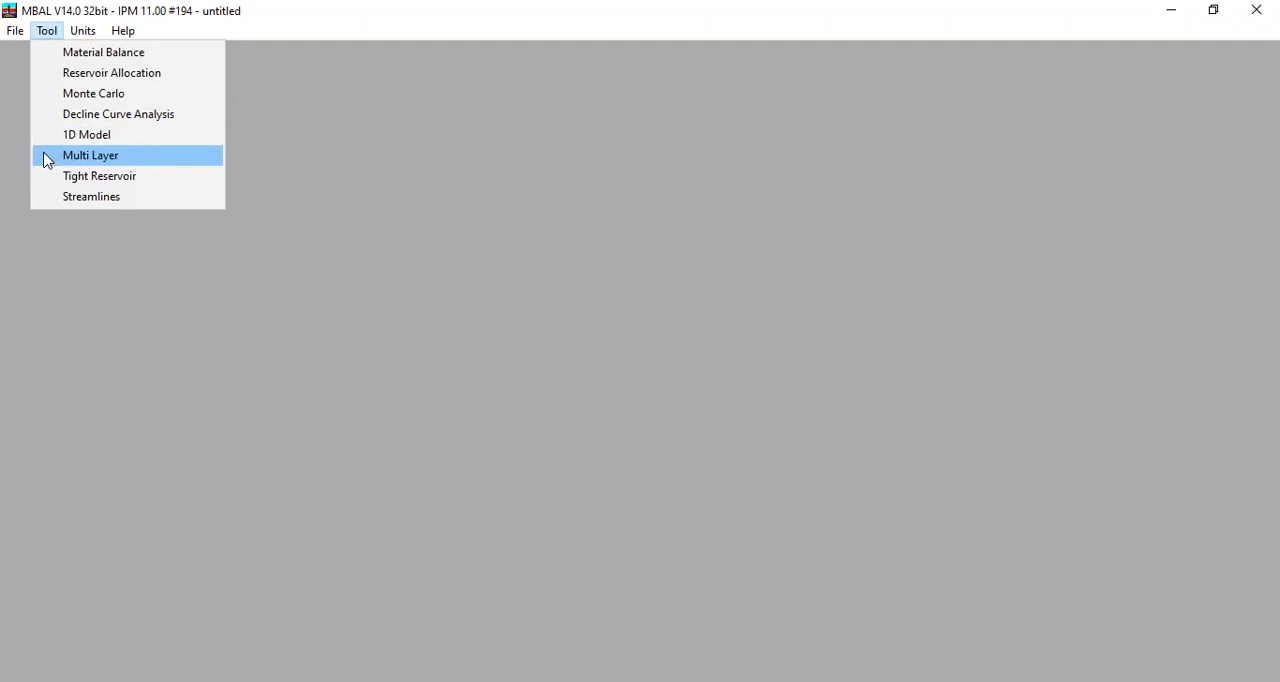 MBAL V14.0 32bit - IPM 11.00 #194 - untitled
File Tool Units Help
Material Balance
Reservoir Allocation
Monte Carlo
Decline Curve Analysis
1D Model
Multi Layer
Tight Reservoir
Streamlines